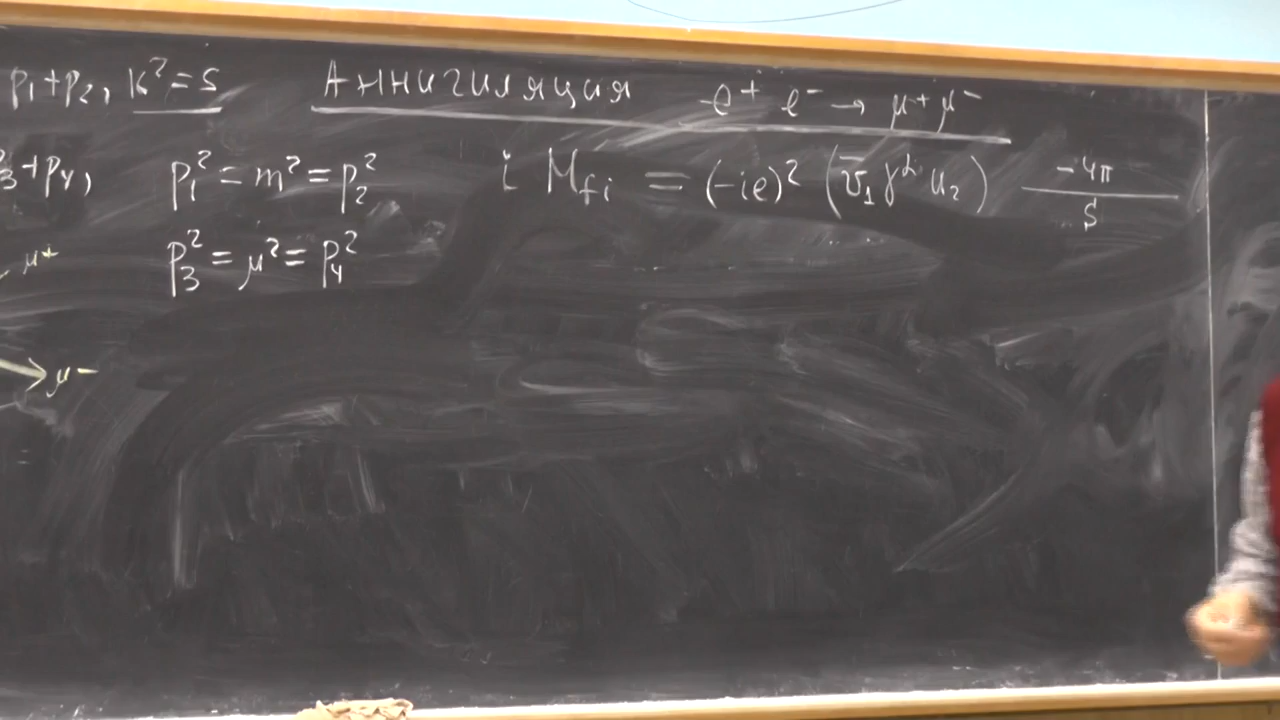 p₁+p₂, k²=s
Аннигиляция e⁺ e⁻ → μ⁺ μ⁻
₃+p₄, p₁² = m² = p₂²
i M_fi = (-ie)² (v̄₁ γ^α u₂) -4π/s
μ⁺ p₃² = μ² = p₄²
μ⁻